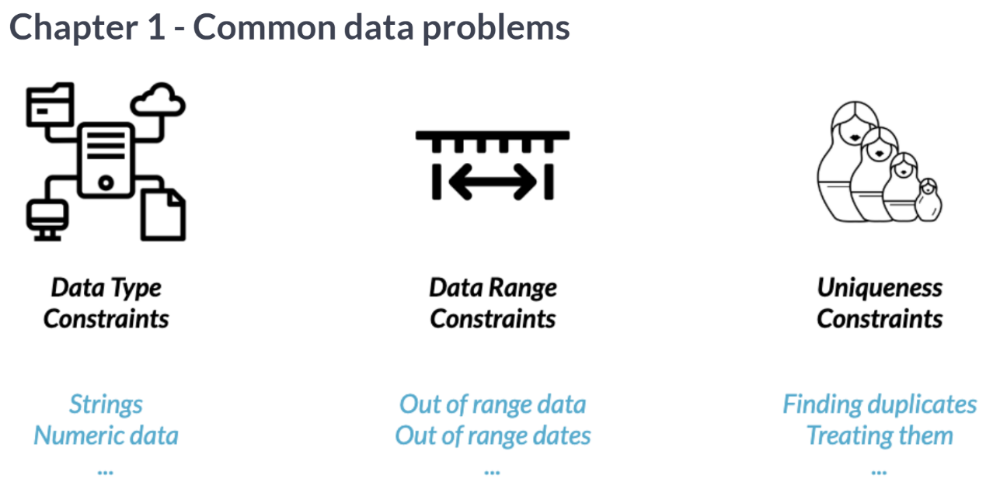 Chapter 1 - Common data problems
Data Type
Constraints
Strings
Numeric data
...
Data Range
Constraints
Out of range data
Out of range dates
...
Uniqueness
Constraints
Finding duplicates
Treating them
...